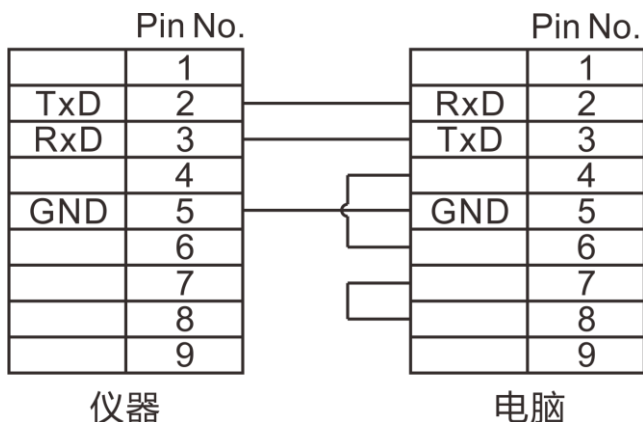 Pin No. Pin No.
1 1
TxD 2 RxD 2
RxD 3 TxD 3
4 4
GND 5 GND 5
6 6
7 7
8 8
9 9
仪器 电脑